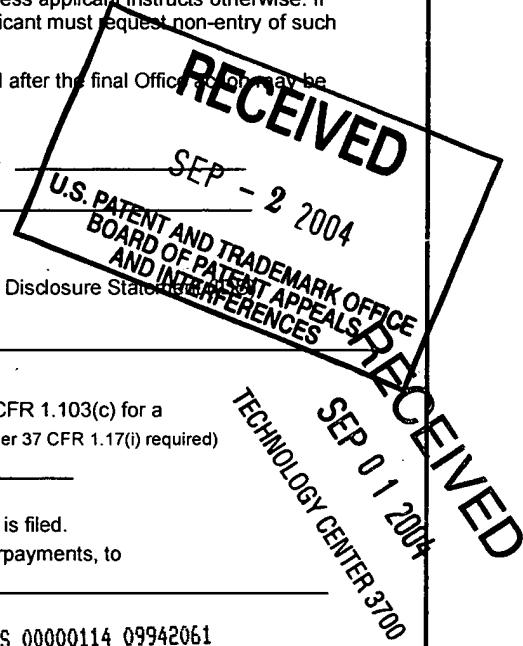 ess applicant instructs otherwise. If
icant must request non-entry of such
d after the final Office action may be
RECEIVED
SEP - 2 2004
U.S. PATENT AND TRADEMARK OFFICE
BOARD OF PATENT APPEALS
AND INTERFERENCES
Disclosure Statement
CFR 1.103(c) for a
er 37 CFR 1.17(i) required)
RECEIVED
SEP 0 1 2004
TECHNOLOGY CENTER 3700
is filed.
rpayments, to
S 00000114 09942061